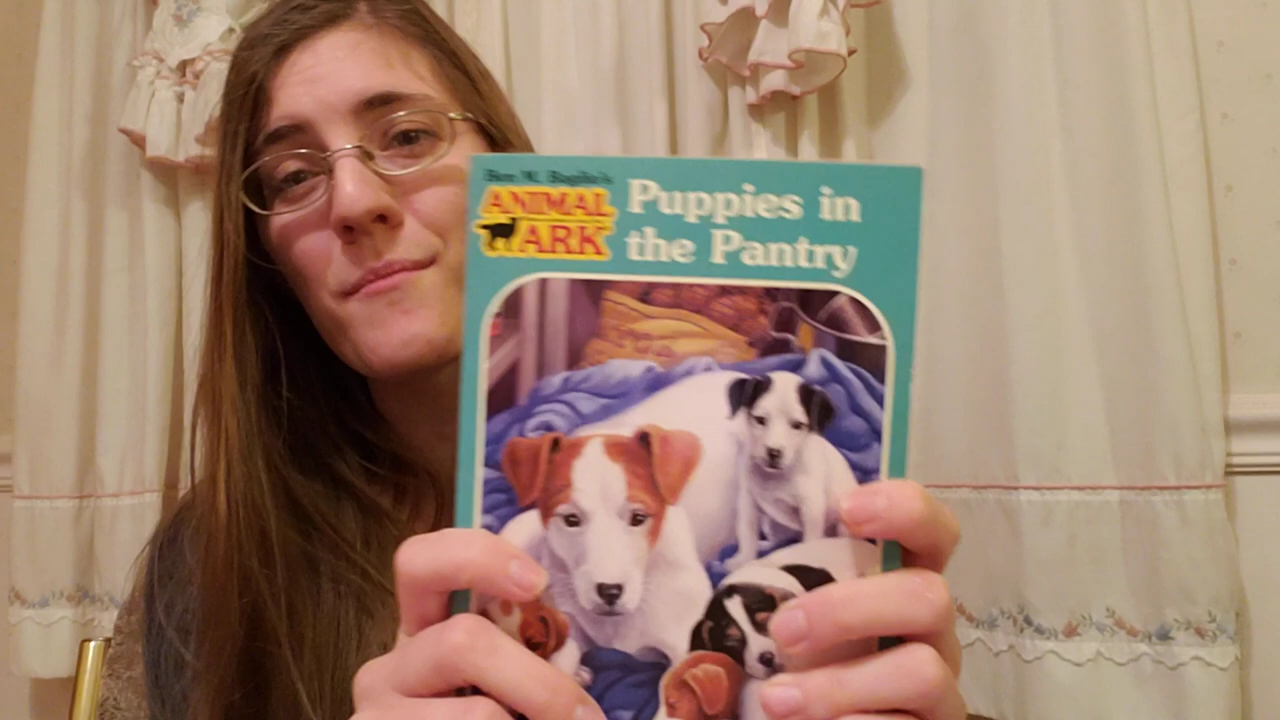 Ben M. Baglio's
ANIMAL
ARK
Puppies in
the Pantry